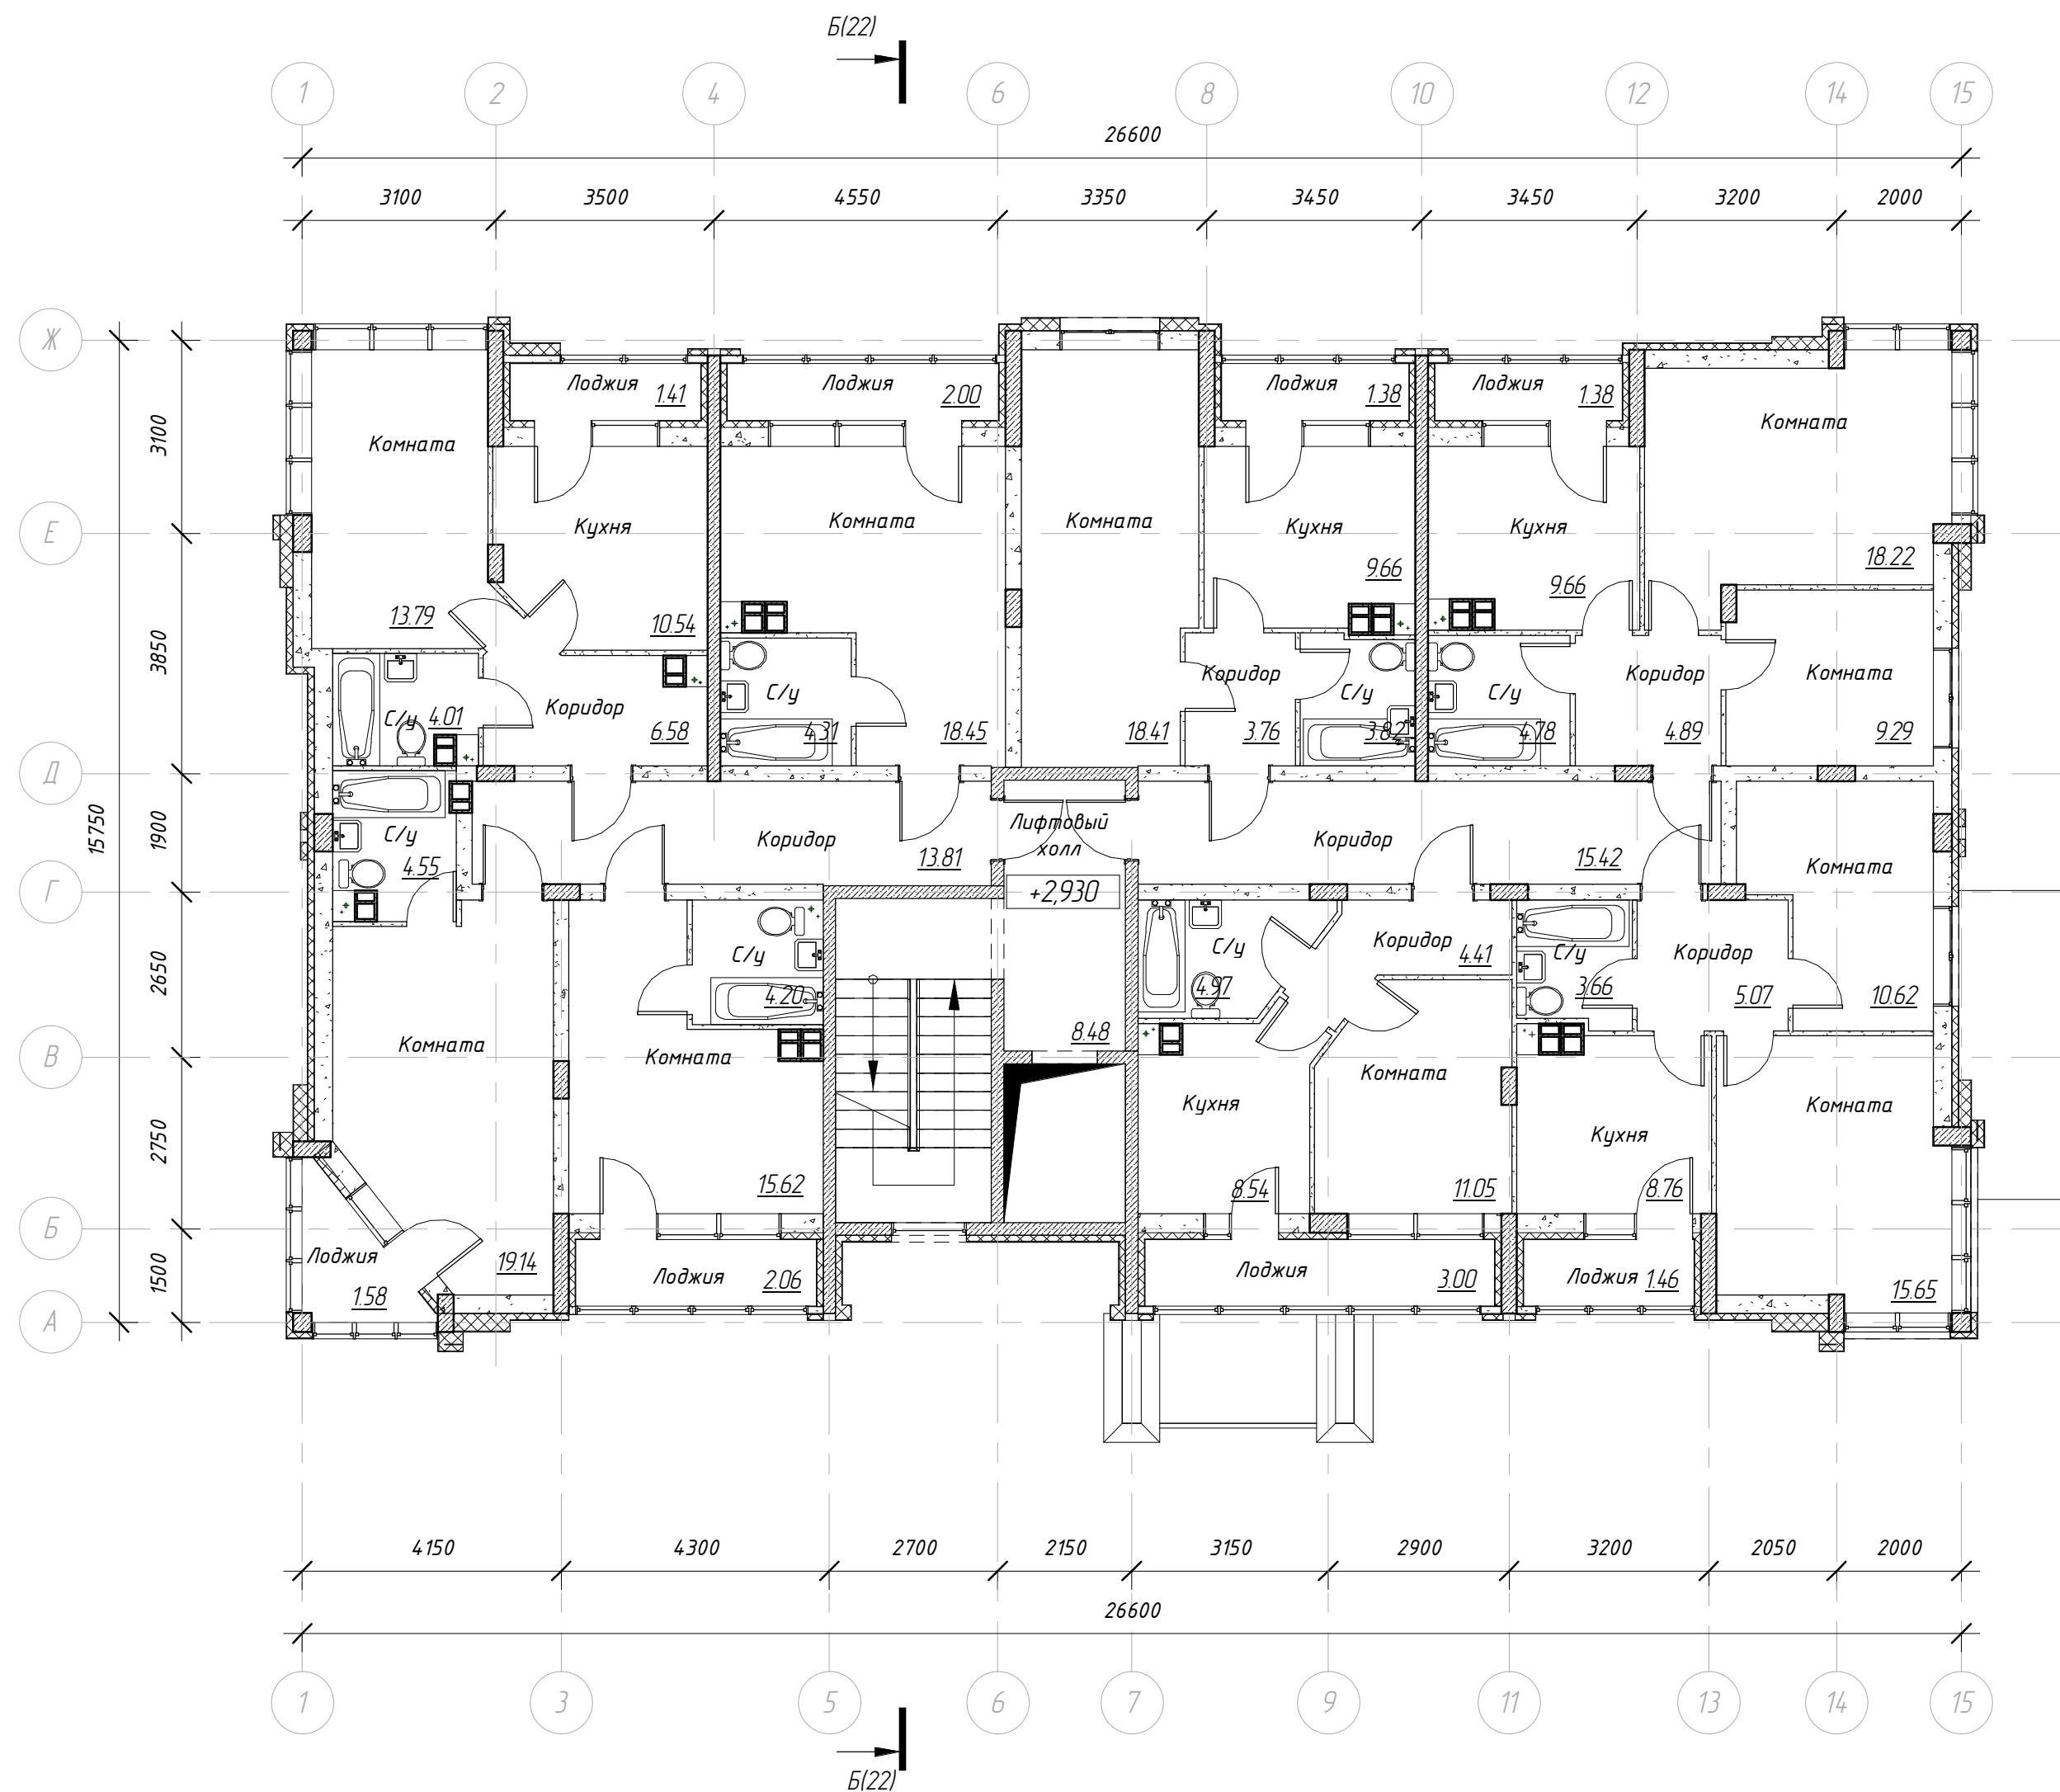 Б(22)
1 2 4 6 8 10 12 14 15
26600
3100 3500 4550 3350 3450 3450 3200 2000
Ж
Е
Д
Г
В
Б
А
15750
3100
3850
1900
2650
2750
1500
Лоджия 1.41
Лоджия 2.00
Лоджия 1.38
Лоджия 1.38
Комната 13.79
Кухня 10.54
Комната 18.45
Комната 18.41
Кухня 9.66
Кухня 9.66
Комната 18.22
С/у 4.01
Коридор 6.58
С/у 4.31
Коридор 3.76
С/у 3.82
С/у 4.78
Коридор 4.89
Комната 9.29
С/у 4.55
Коридор 13.81
Лифтовый
холл
+2,930
8.48
Коридор 15.42
Комната 10.62
Комната 19.14
С/у 4.20
Комната 15.62
С/у 4.97
Коридор 4.41
С/у 3.66
Коридор 5.07
Кухня 8.54
Комната 11.05
Кухня 8.76
Комната 15.65
Лоджия 1.58
Лоджия 2.06
Лоджия 3.00
Лоджия 1.46
4150 4300 2700 2150 3150 2900 3200 2050 2000
26600
1 3 5 6 7 9 11 13 14 15
Б(22)